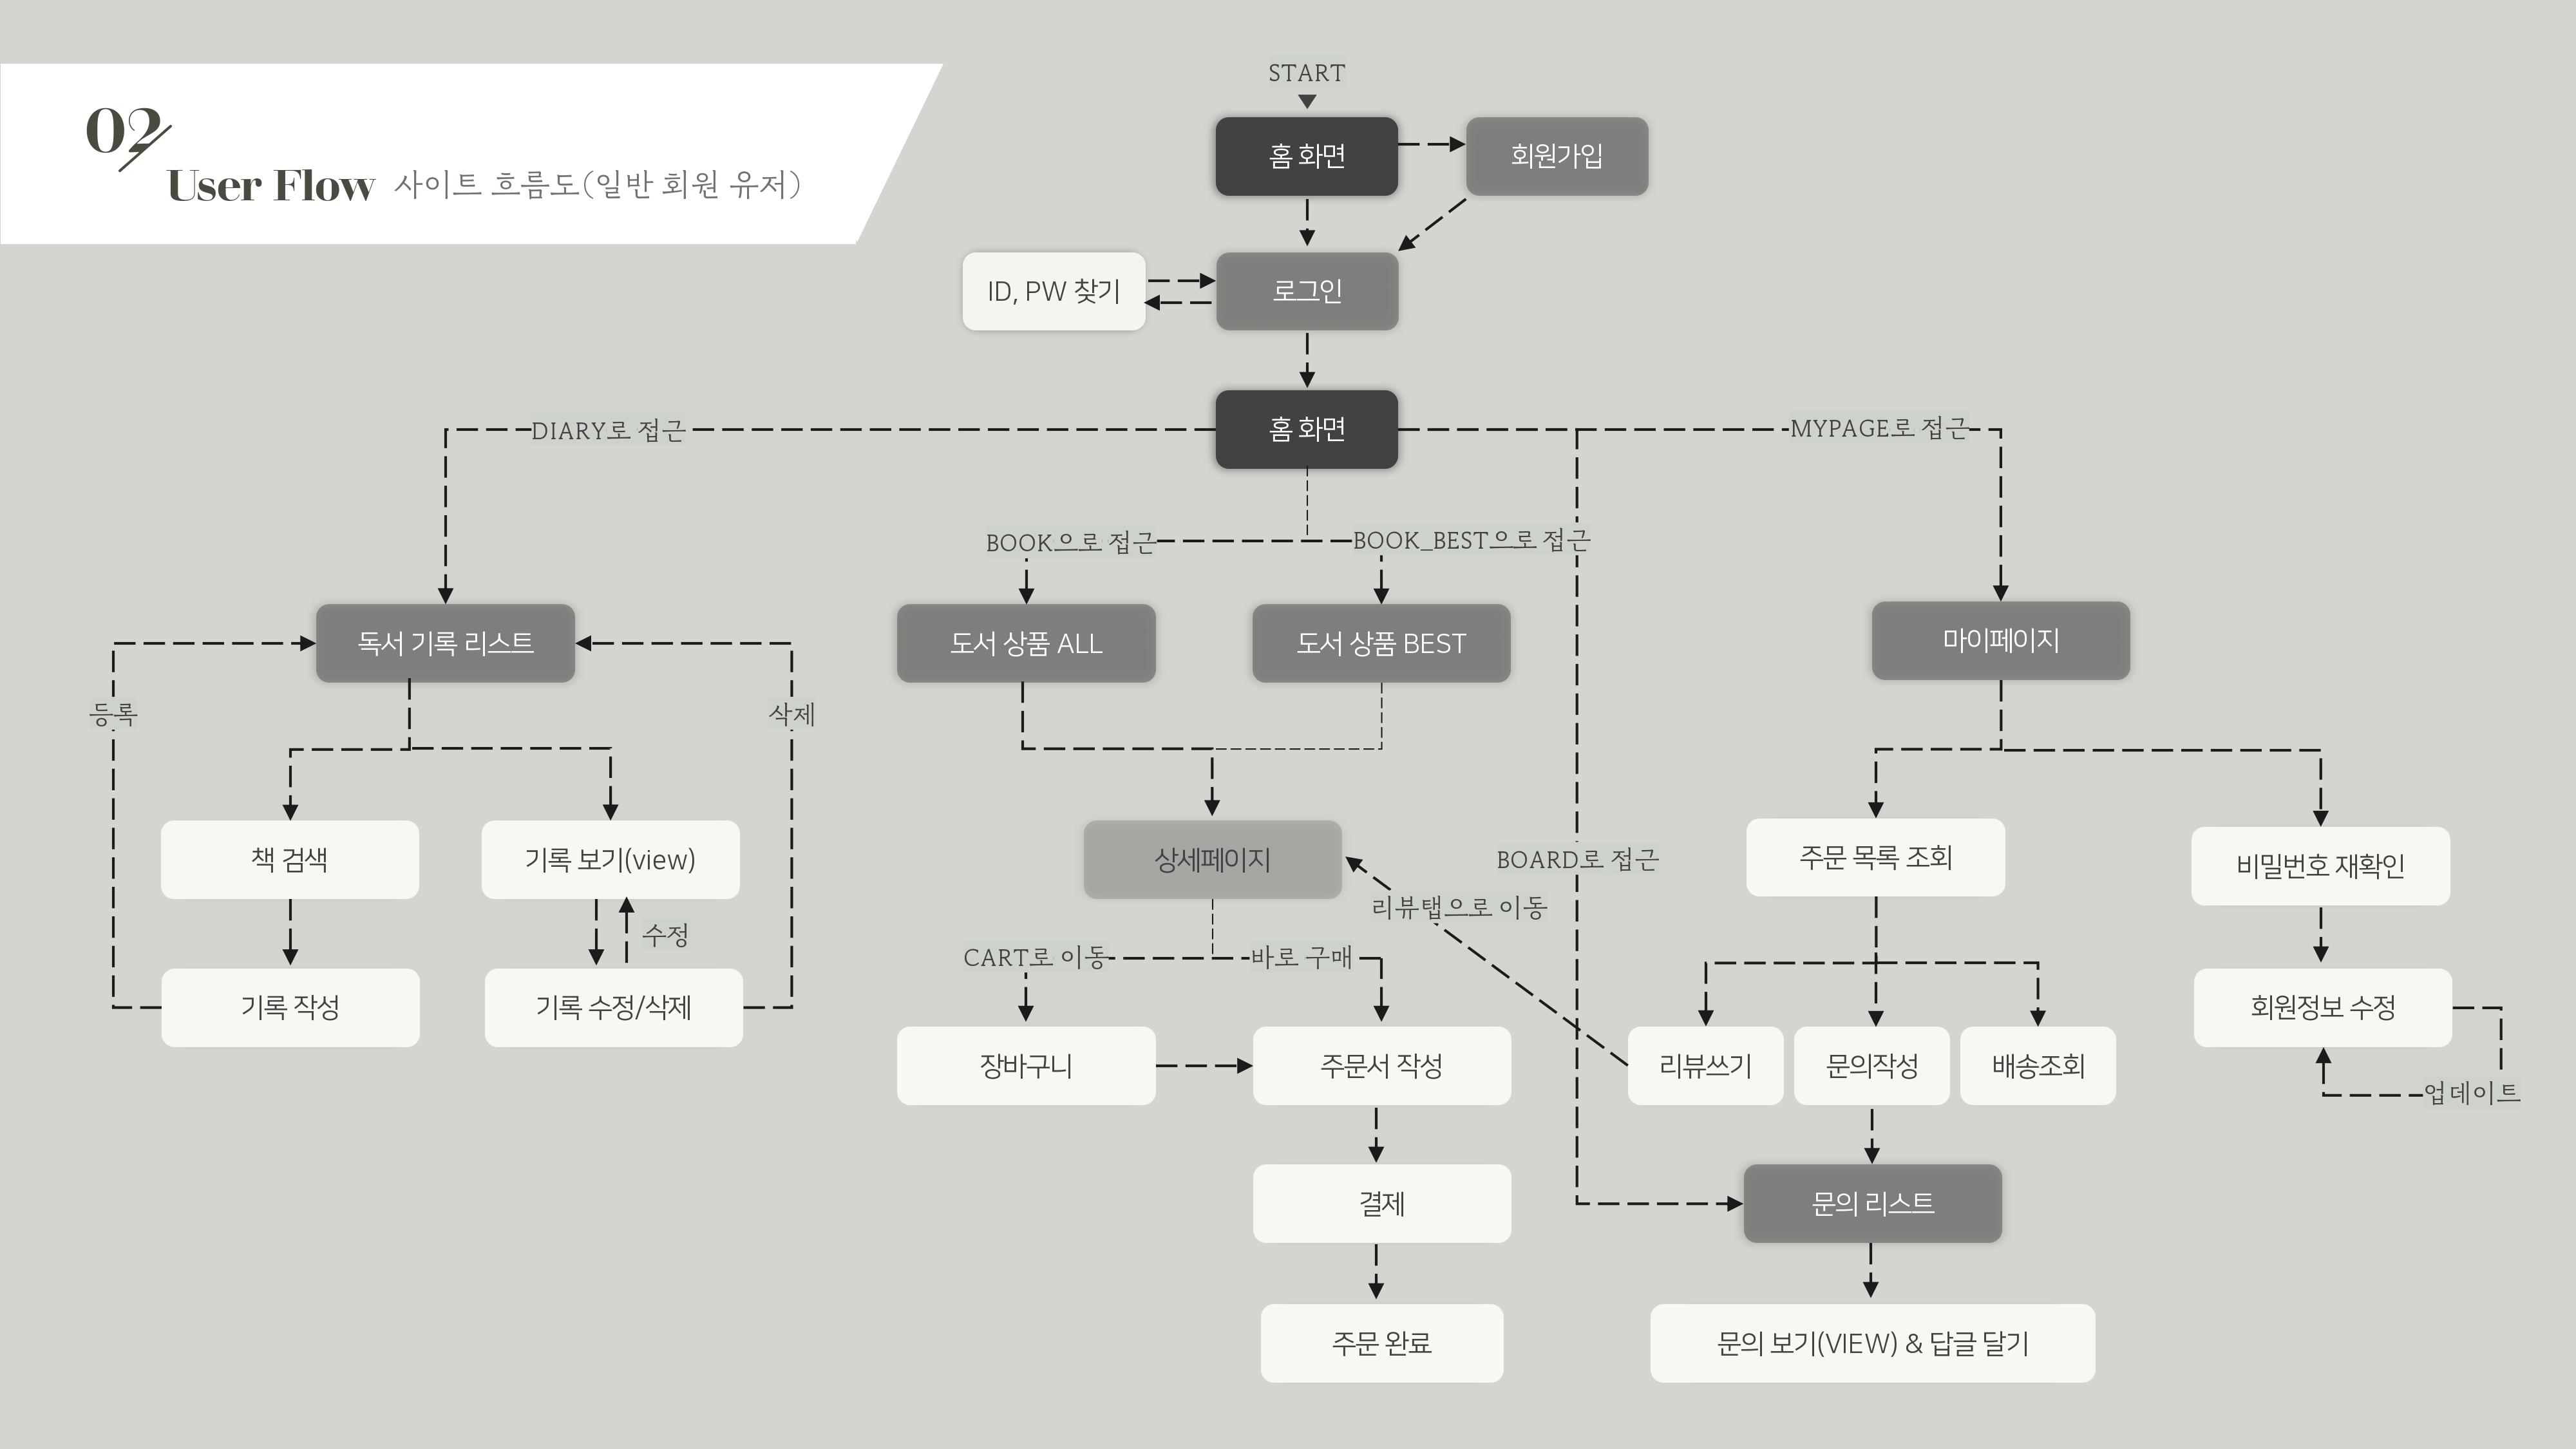 02
User Flow 사이트 흐름도(일반 회원 유저)
START
홈 화면
회원가입
ID, PW 찾기
로그인
홈 화면
DIARY로 접근
MYPAGE로 접근
BOOK으로 접근
BOOK_BEST으로 접근
독서 기록 리스트
도서 상품 ALL
도서 상품 BEST
마이페이지
등록
삭제
책 검색
기록 보기(view)
상세페이지
BOARD로 접근
주문 목록 조회
비밀번호 재확인
리뷰탭으로 이동
수정
CART로 이동
바로 구매
기록 작성
기록 수정/삭제
회원정보 수정
장바구니
주문서 작성
리뷰쓰기
문의작성
배송조회
업데이트
결제
문의 리스트
주문 완료
문의 보기(VIEW) & 답글 달기